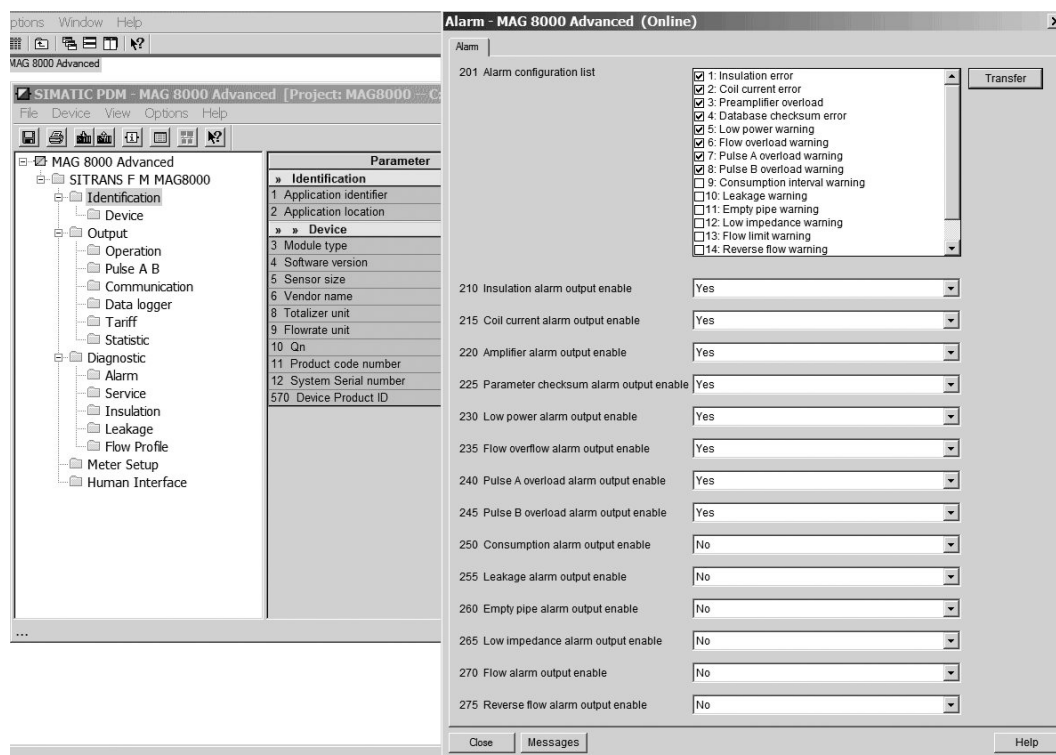 ptions Window Help
MAG 8000 Advanced
SIMATIC PDM - MAG 8000 Advanced [Project: MAG8000 -- C:
File Device View Options Help
MAG 8000 Advanced
SITRANS F M MAG8000
Identification
Device
Output
Operation
Pulse A B
Communication
Data logger
Tariff
Statistic
Diagnostic
Alarm
Service
Insulation
Leakage
Flow Profile
Meter Setup
Human Interface
Parameter
» Identification
1 Application identifier
2 Application location
» » Device
3 Module type
4 Software version
5 Sensor size
6 Vendor name
8 Totalizer unit
9 Flowrate unit
10 Qn
11 Product code number
12 System Serial number
570 Device Product ID
...
Alarm - MAG 8000 Advanced (Online)
Alarm
201 Alarm configuration list
1: Insulation error
2: Coil current error
3: Preamplifier overload
4: Database checksum error
5: Low power warning
6: Flow overload warning
7: Pulse A overload warning
8: Pulse B overload warning
9: Consumption interval warning
10: Leakage warning
11: Empty pipe warning
12: Low impedance warning
13: Flow limit warning
14: Reverse flow warning
Transfer
210 Insulation alarm output enable Yes
215 Coil current alarm output enable Yes
220 Amplifier alarm output enable Yes
225 Parameter checksum alarm output enable Yes
230 Low power alarm output enable Yes
235 Flow overflow alarm output enable Yes
240 Pulse A overload alarm output enable Yes
245 Pulse B overload alarm output enable Yes
250 Consumption alarm output enable No
255 Leakage alarm output enable No
260 Empty pipe alarm output enable No
265 Low impedance alarm output enable No
270 Flow alarm output enable No
275 Reverse flow alarm output enable No
Close Messages Help